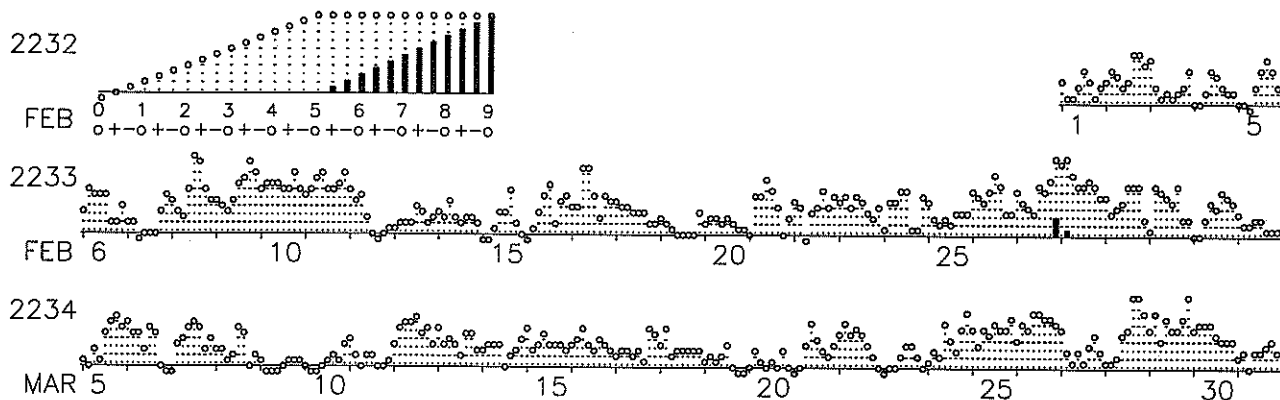 2232
FEB 0 1 2 3 4 5 6 7 8 9 1 5
o+-o+-o+-o+-o+-o+-o+-o+-o+-o
2233
FEB 6 10 15 20 25
2234
MAR 5 10 15 20 25 30